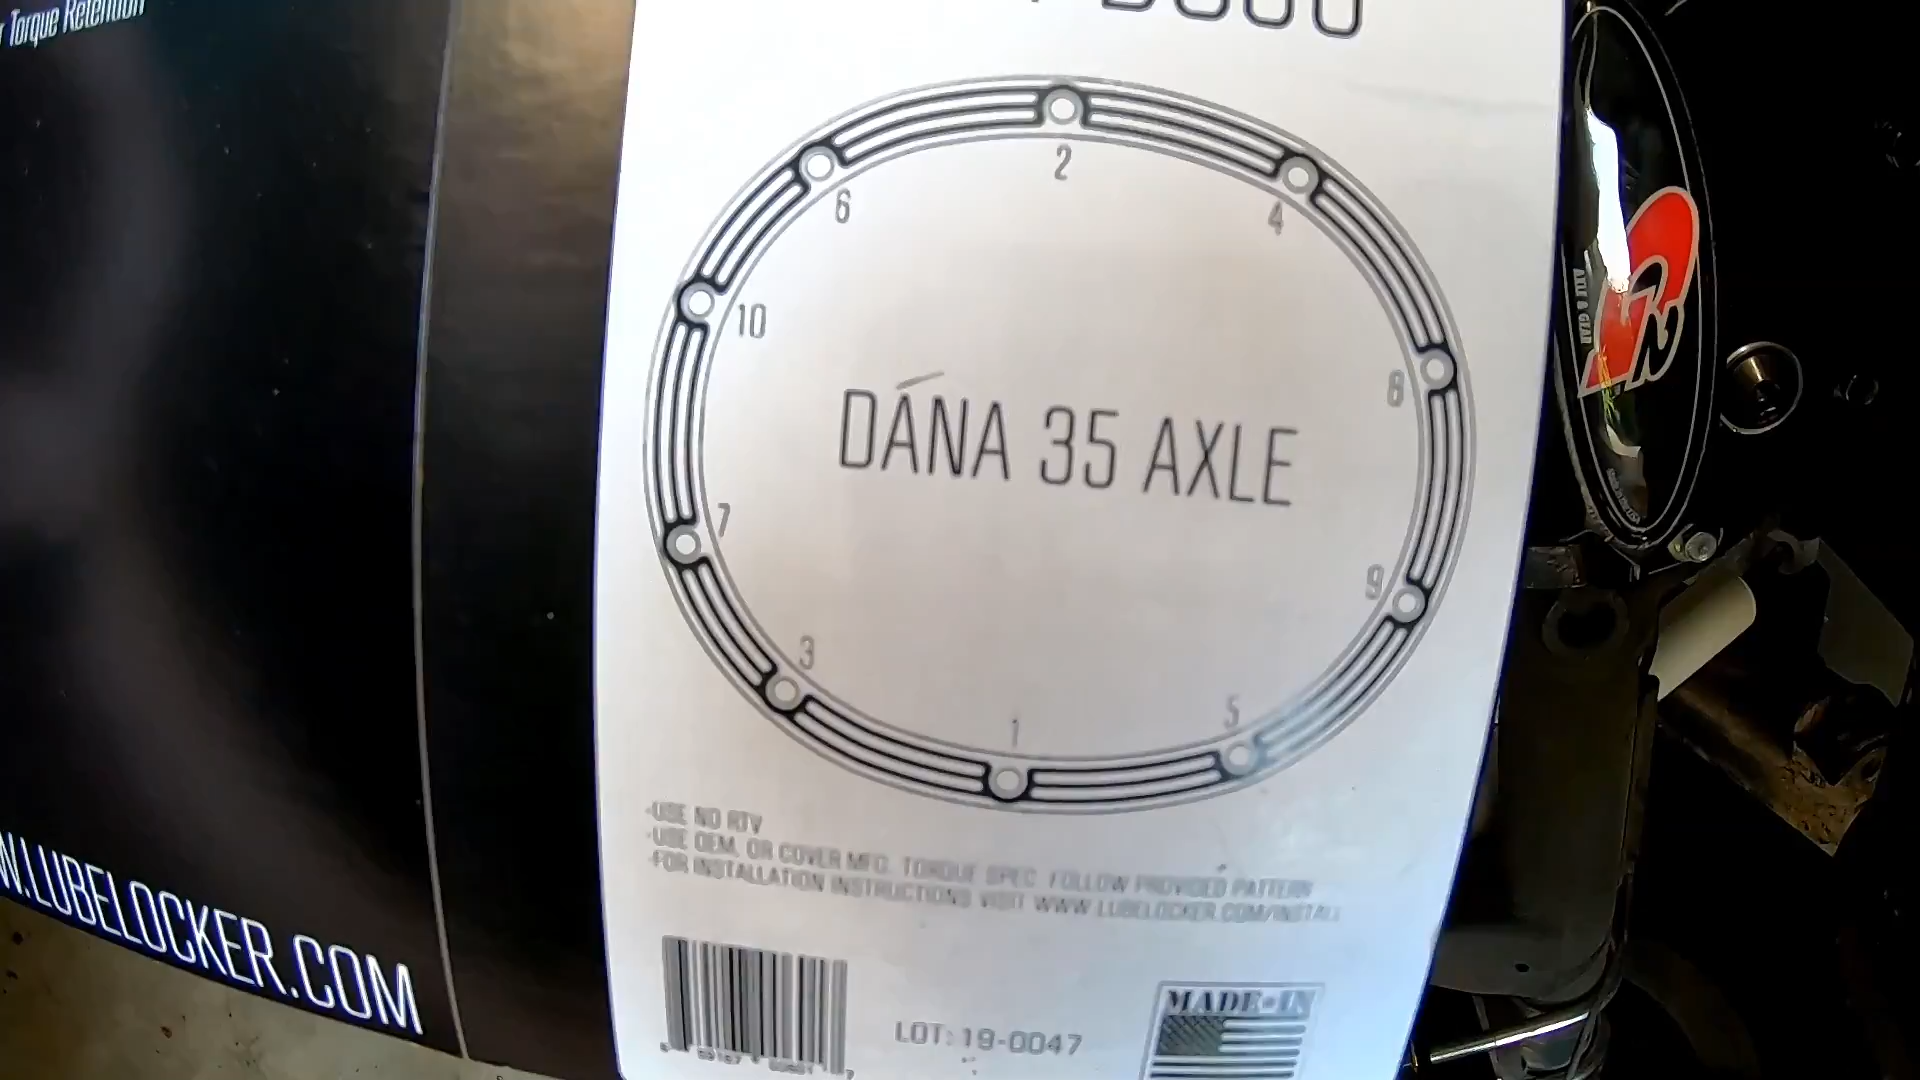 Torque Retention
2
6
4
10
8
DANA 35 AXLE
7
9
3
5
1
-USE NO RTV
-USE OEM, OR COVER MFG. TORQUE SPEC. FOLLOW PROVIDED PATTERN
-FOR INSTALLATION INSTRUCTIONS VISIT WWW.LUBELOCKER.COM/INSTALL
W.LUBELOCKER.COM
LOT: 19-0047
MADE IN
AXLE & GEAR